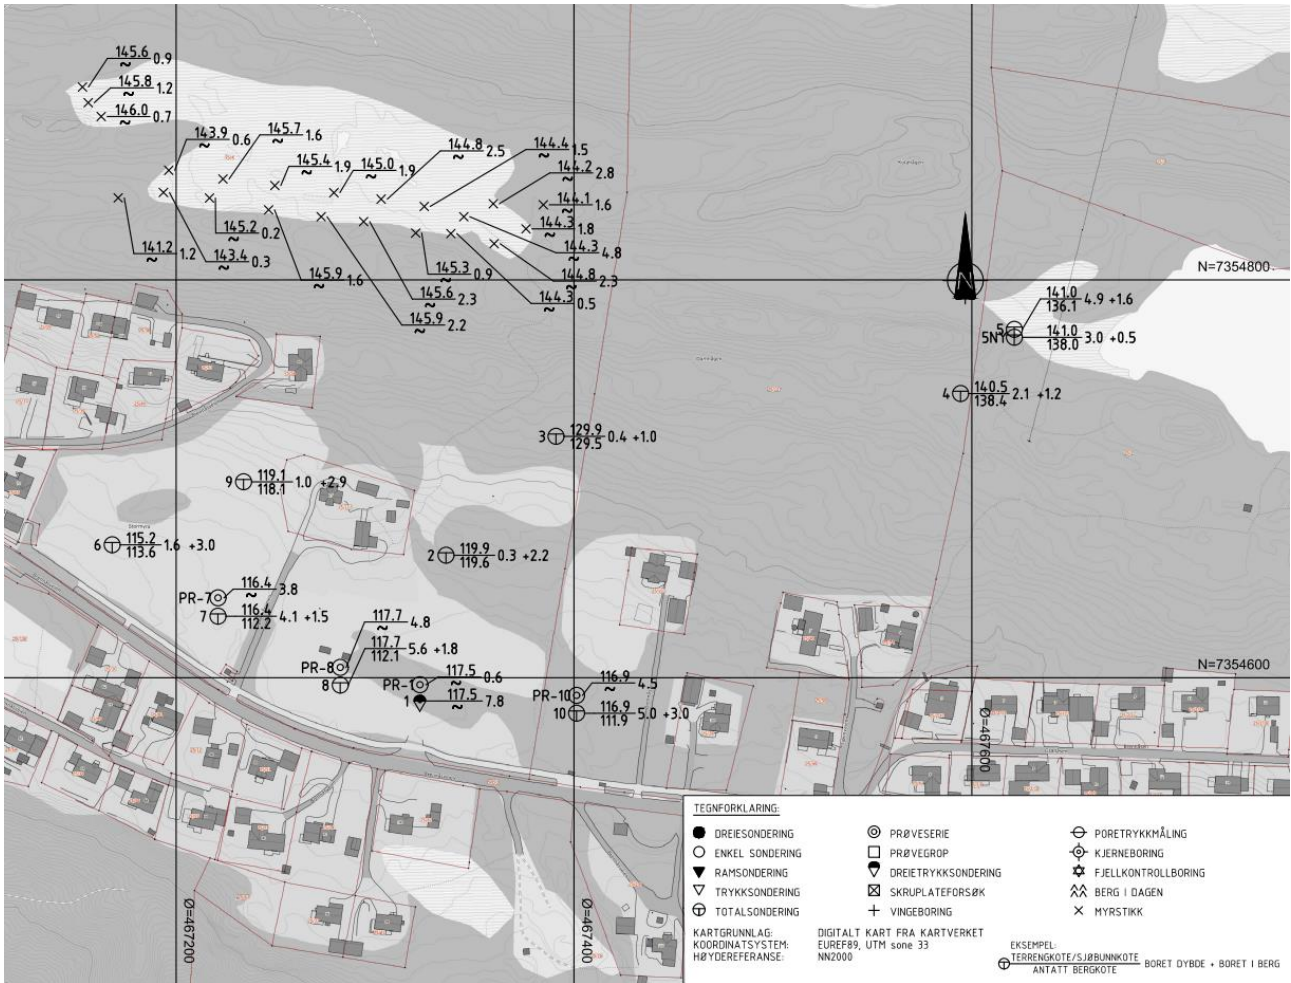 145.6 0.9
~
145.8 1.2
~
146.0 0.7
~
143.9 0.6
~
145.7 1.6
~
145.4 1.9
~
145.0 1.9
~
144.8 2.5
~
144.4 1.5
~
144.2 2.8
~
144.1 1.6
~
144.3 1.8
~
144.3 4.8
~
141.2 1.2
~
143.4 0.3
~
145.2 0.2
~
145.9 1.6
~
145.6 2.3
~
145.9 2.2
~
145.3 0.9
~
144.8 2.3
~
144.3 0.5
~
N
N=7354800
5
141.0 4.9 +1.6
136.1
5NY
141.0 3.0 +0.5
138.0
4
140.5 2.1 +1.2
138.4
3
129.9 0.4 +1.0
129.5
9
119.1 1.0 +2.9
118.1
6
115.2 1.6 +3.0
113.6
2
119.9 0.3 +2.2
119.6
PR-7
116.4 3.8
~
7
116.4 4.1 +1.5
112.2
PR-8
117.7 4.8
~
8
117.7 5.6 +1.8
112.1
PR-1
117.5 0.6
~
1
117.5 7.8
~
PR-10
116.9 4.5
~
10
116.9 5.0 +3.0
111.9
N=7354600
Ø=467200
Ø=467400
Ø=467600
TEGNFORKLARING:
DREIESONDERING
ENKEL SONDERING
RAMSONDERING
TRYKKSONDERING
TOTALSONDERING
PRØVESERIE
PRØVEGROP
DREIETRYKKSONDERING
SKRUPLATEFORSØK
VINGEBORING
PORETRYKKMÅLING
KJERNEBORING
FJELLKONTROLLBORING
BERG I DAGEN
MYRSTIKK
KARTGRUNNLAG: DIGITALT KART FRA KARTVERKET
KOORDINATSYSTEM: EUREF89, UTM sone 33
HØYDEREFERANSE: NN2000
EKSEMPEL:
TERRENGKOTE/SJØBUNNKOTE BORET DYBDE + BORET I BERG
ANTATT BERGKOTE